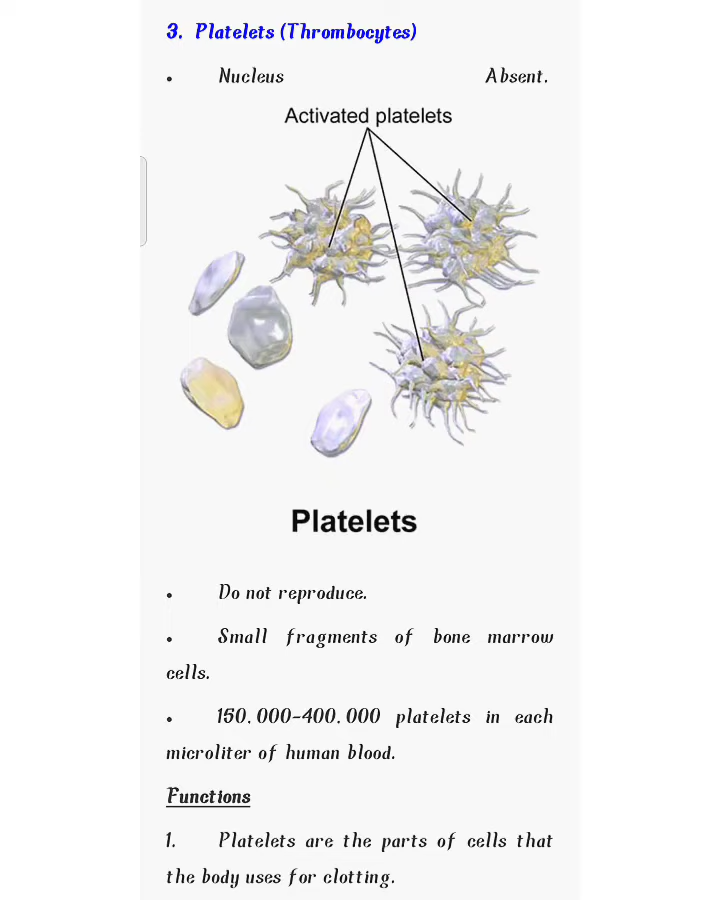 3. Platelets (Thrombocytes)
• Nucleus Absent.
Activated platelets
Platelets
• Do not reproduce.
• Small fragments of bone marrow
cells.
• 150,000-400,000 platelets in each
microliter of human blood.
Functions
1. Platelets are the parts of cells that
the body uses for clotting.